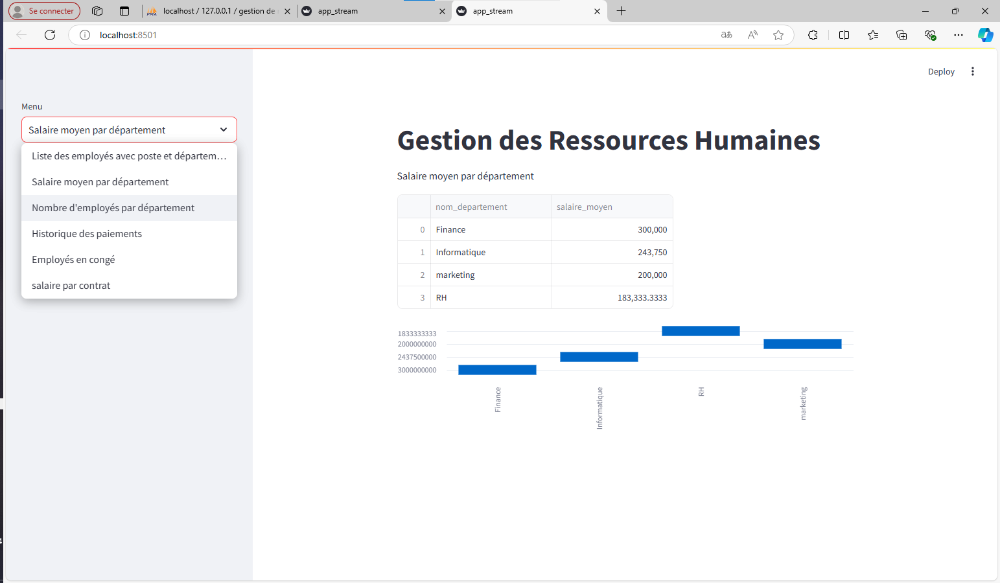 Se connecter
localhost / 127.0.0.1 / gestion de
app_stream
app_stream
localhost:8501
Deploy
Menu
Salaire moyen par département
Liste des employés avec poste et départem…
Salaire moyen par département
Nombre d'employés par département
Historique des paiements
Employés en congé
salaire par contrat
Gestion des Ressources Humaines
Salaire moyen par département
nom_departement salaire_moyen
0 Finance 300,000
1 Informatique 243,750
2 marketing 200,000
3 RH 183,333.3333
1833333333
2000000000
2437500000
3000000000
Finance
Informatique
RH
marketing